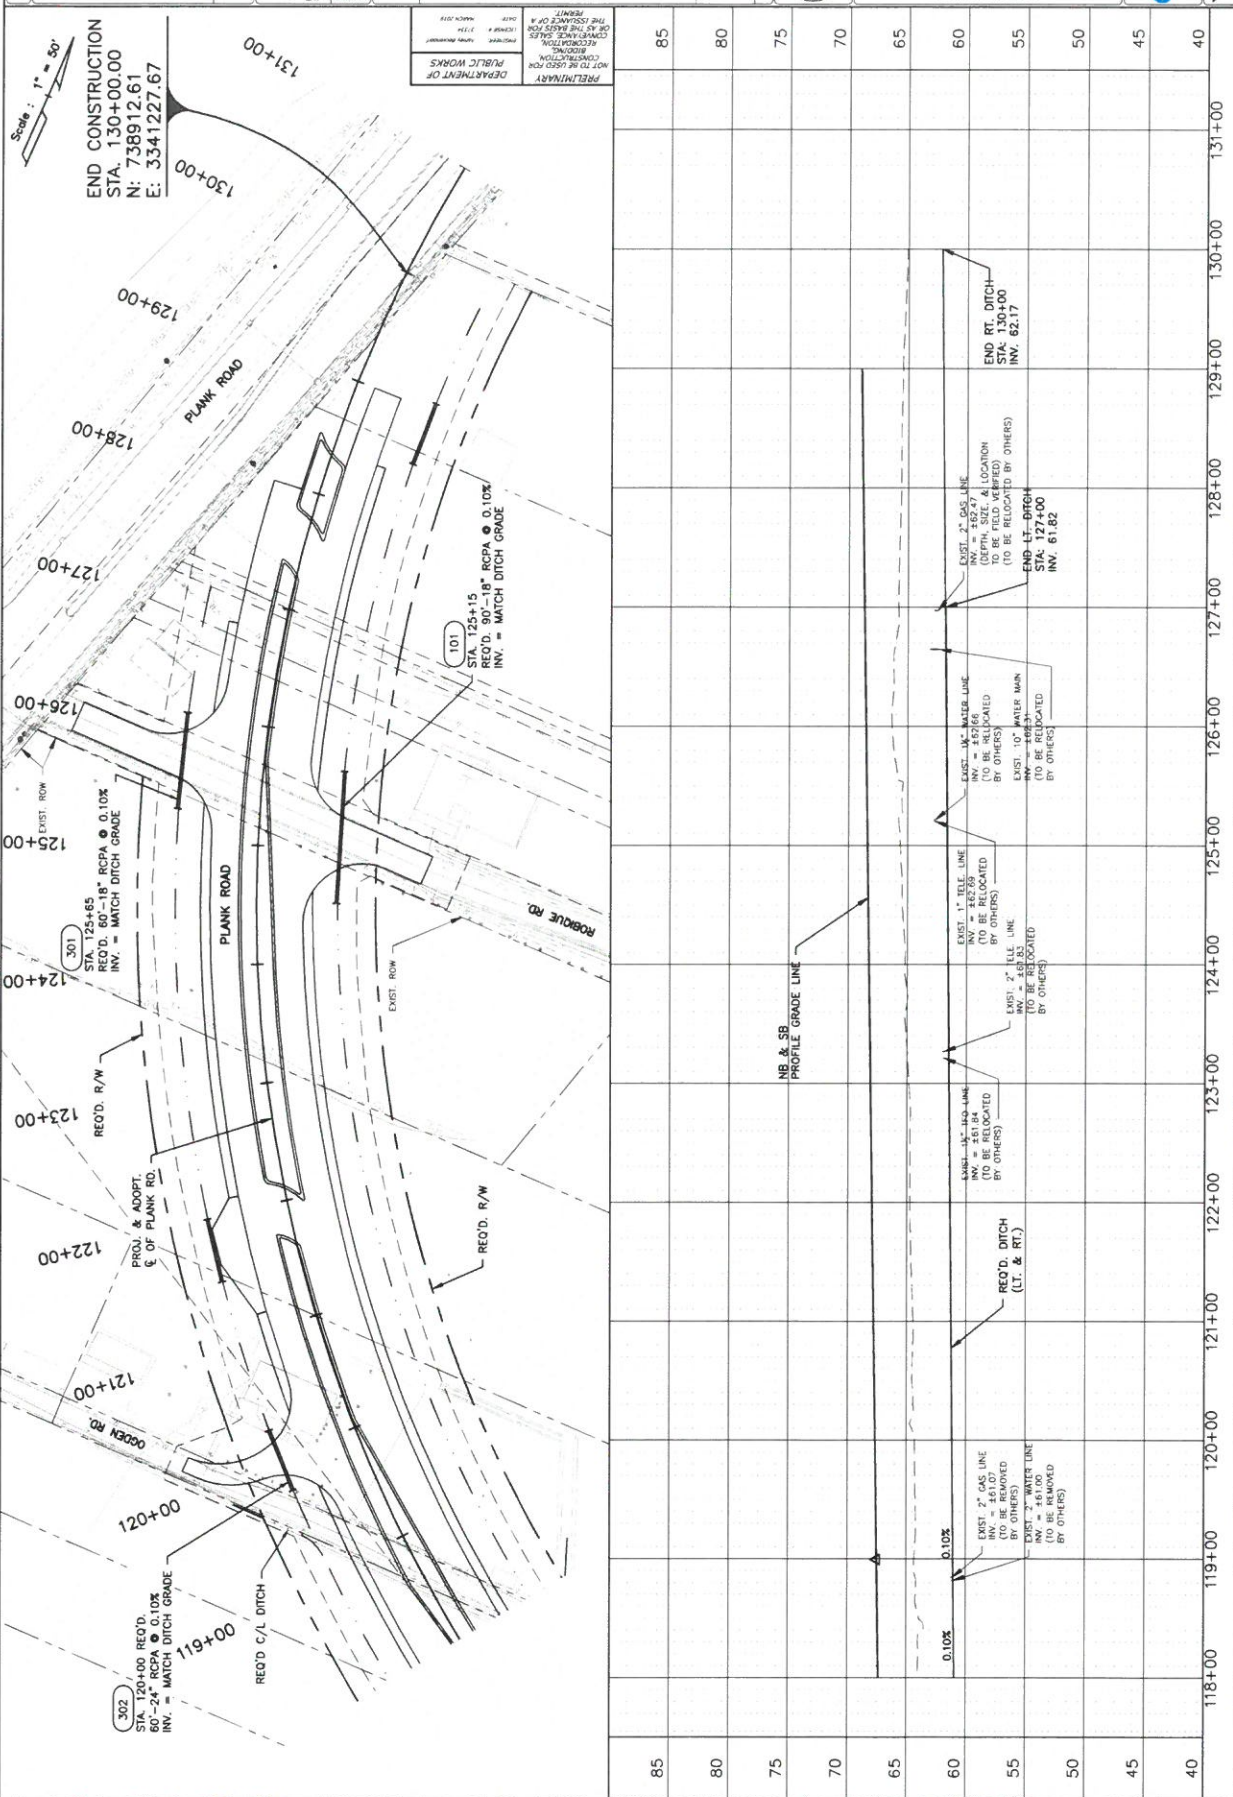 Scale : 1" = 50'
END CONSTRUCTION
STA. 130+00.00
N: 738912.61
E: 3341227.67
DEPARTMENT OF
PUBLIC WORKS
LICENSE #
DATE
MARCH 2019
PRELIMINARY
NOT TO BE USED FOR
CONSTRUCTION,
BIDDING,
RECORDATION,
CONVEYANCE, SALES
OR AS THE BASIS FOR
THE ISSUANCE OF A
PERMIT.
131+00
130+00
129+00
128+00
127+00
126+00
125+00
124+00
123+00
122+00
121+00
120+00
119+00
PLANK ROAD
EXIST. ROW
301
STA. 125+65
REQ'D. 60'-18" RCPA @ 0.10%
INV. = MATCH DITCH GRADE
101
STA. 125+15
REQ'D. 90'-18" RCPA @ 0.10%
INV. = MATCH DITCH GRADE
PLANK ROAD
ROBIQUE RD.
EXIST. ROW
REQ'D. R/W
PROJ. & ADOPT.
℄ OF PLANK RD.
REQ'D. R/W
OGDEN RD.
302
STA. 120+00 REQ'D.
60'-24" RCPA @ 0.10%
INV. = MATCH DITCH GRADE
REQ'D C/L DITCH
85
80
75
70
65
60
55
50
45
40
NB & SB
PROFILE GRADE LINE
0.10%
0.10%
EXIST. 2" GAS LINE
INV. = ±61.07
(TO BE REMOVED
BY OTHERS)
EXIST. 2" WATER LINE
INV. = ±61.00
(TO BE REMOVED
BY OTHERS)
REQ'D. DITCH
(LT. & RT.)
INV. = ±61.84
(TO BE RELOCATED
BY OTHERS)
EXIST. 2" TELE. LINE
INV. = ±61.83
(TO BE RELOCATED
BY OTHERS)
EXIST. 1" TELE. LINE
INV. = ±62.69
(TO BE RELOCATED
BY OTHERS)
EXIST. WATER LINE
INV. = ±62.66
(TO BE RELOCATED
BY OTHERS)
EXIST. 10" WATER MAIN
INV. = ±62.31
(TO BE RELOCATED
BY OTHERS)
EXIST. 2" GAS LINE
INV. = ±62.47
(DEPTH, SIZE, & LOCATION
TO BE FIELD VERIFIED)
(TO BE RELOCATED BY OTHERS)
END LT. DITCH
STA: 127+00
INV. 61.82
END RT. DITCH
STA: 130+00
INV. 62.17
85
80
75
70
65
60
55
50
45
40
118+00
119+00
120+00
121+00
122+00
123+00
124+00
125+00
126+00
127+00
128+00
129+00
130+00
131+00